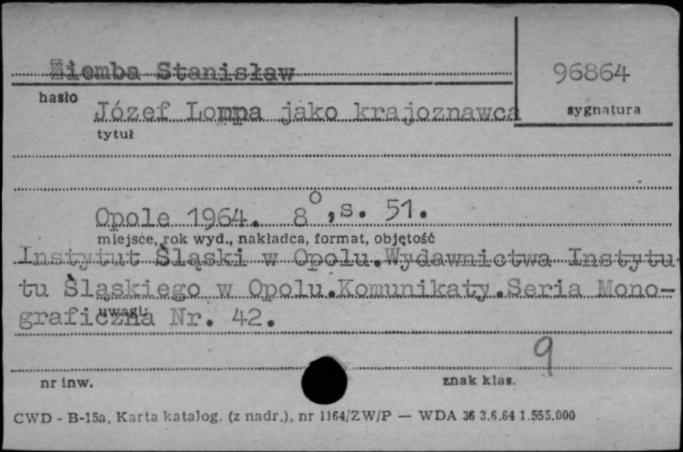 Ziemba Stanisław
96864
hasło
sygnatura
Józef Lompa jako krajoznawca
tytuł
Opole 1964. 8°, s. 51.
miejsce, rok wyd., nakładca, format, objętość
Instytut Śląski w Opolu.Wydawnictwa Instytu-
tu Śląskiego w Opolu.Komunikaty.Seria Mono-
uwagi:
graficzna Nr. 42.
9
nr inw.
znak klas.
CWD - B-15a, Karta katalog. (z nadr.), nr 1164/ZW/P — WDA 36 3.6.64 1.555.000